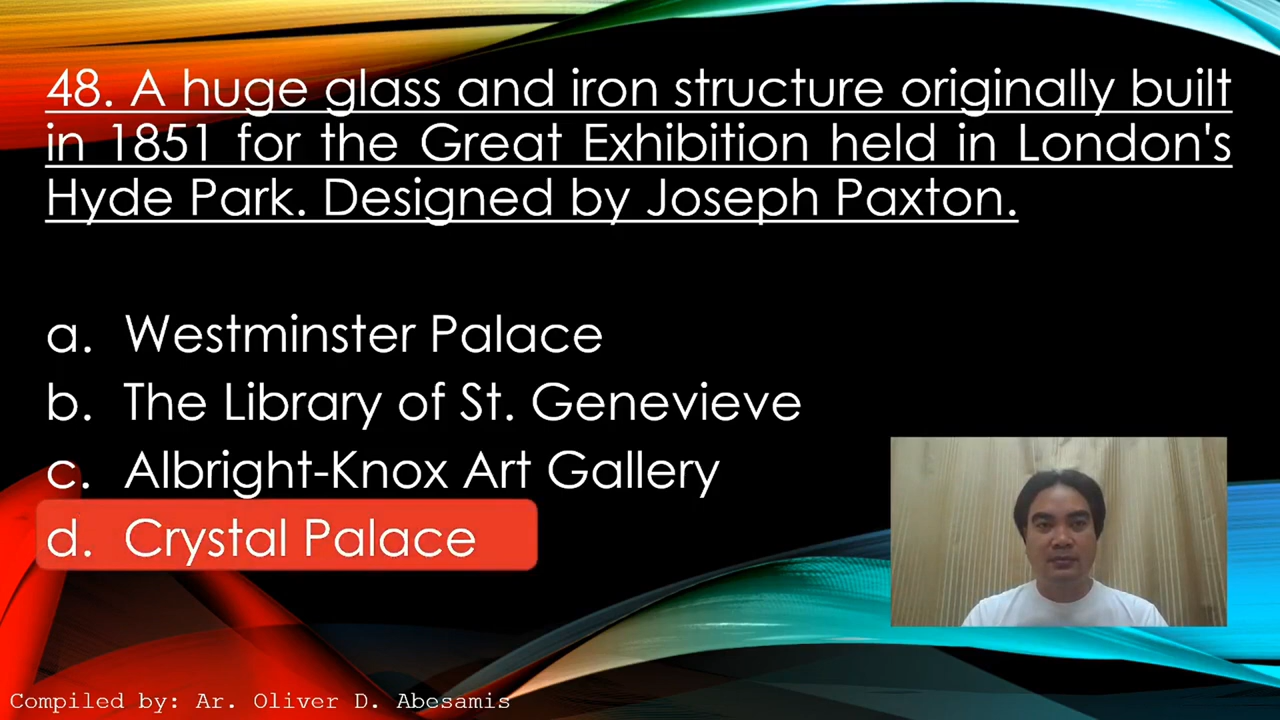 48. A huge glass and iron structure originally built
in 1851 for the Great Exhibition held in London's
Hyde Park. Designed by Joseph Paxton.
a. Westminster Palace
b. The Library of St. Genevieve
c. Albright-Knox Art Gallery
d. Crystal Palace
Compiled by: Ar. Oliver D. Abesamis